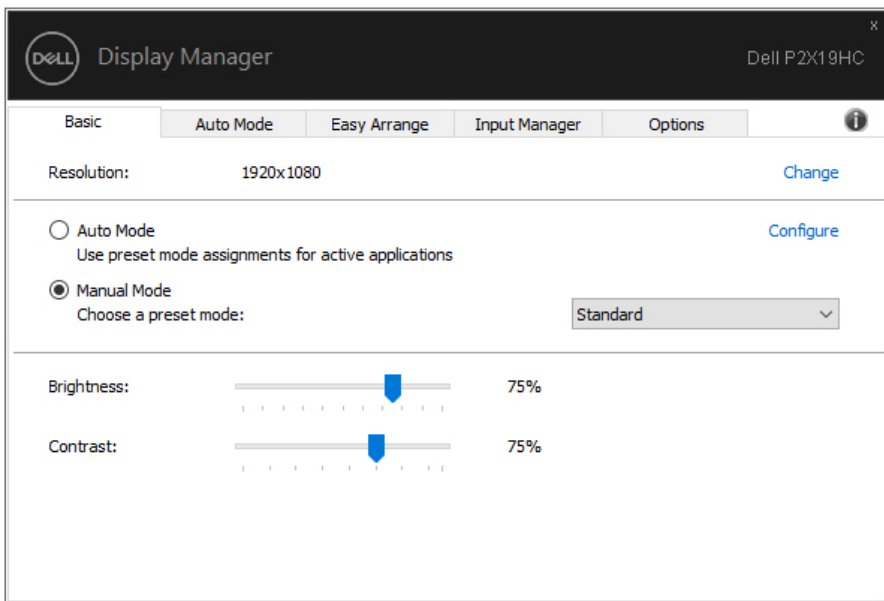 x
DELL Display Manager
Dell P2X19HC
Basic Auto Mode Easy Arrange Input Manager Options i
Resolution: 1920x1080 Change
Auto Mode Configure
Use preset mode assignments for active applications
Manual Mode
Choose a preset mode: Standard
Brightness: 75%
Contrast: 75%